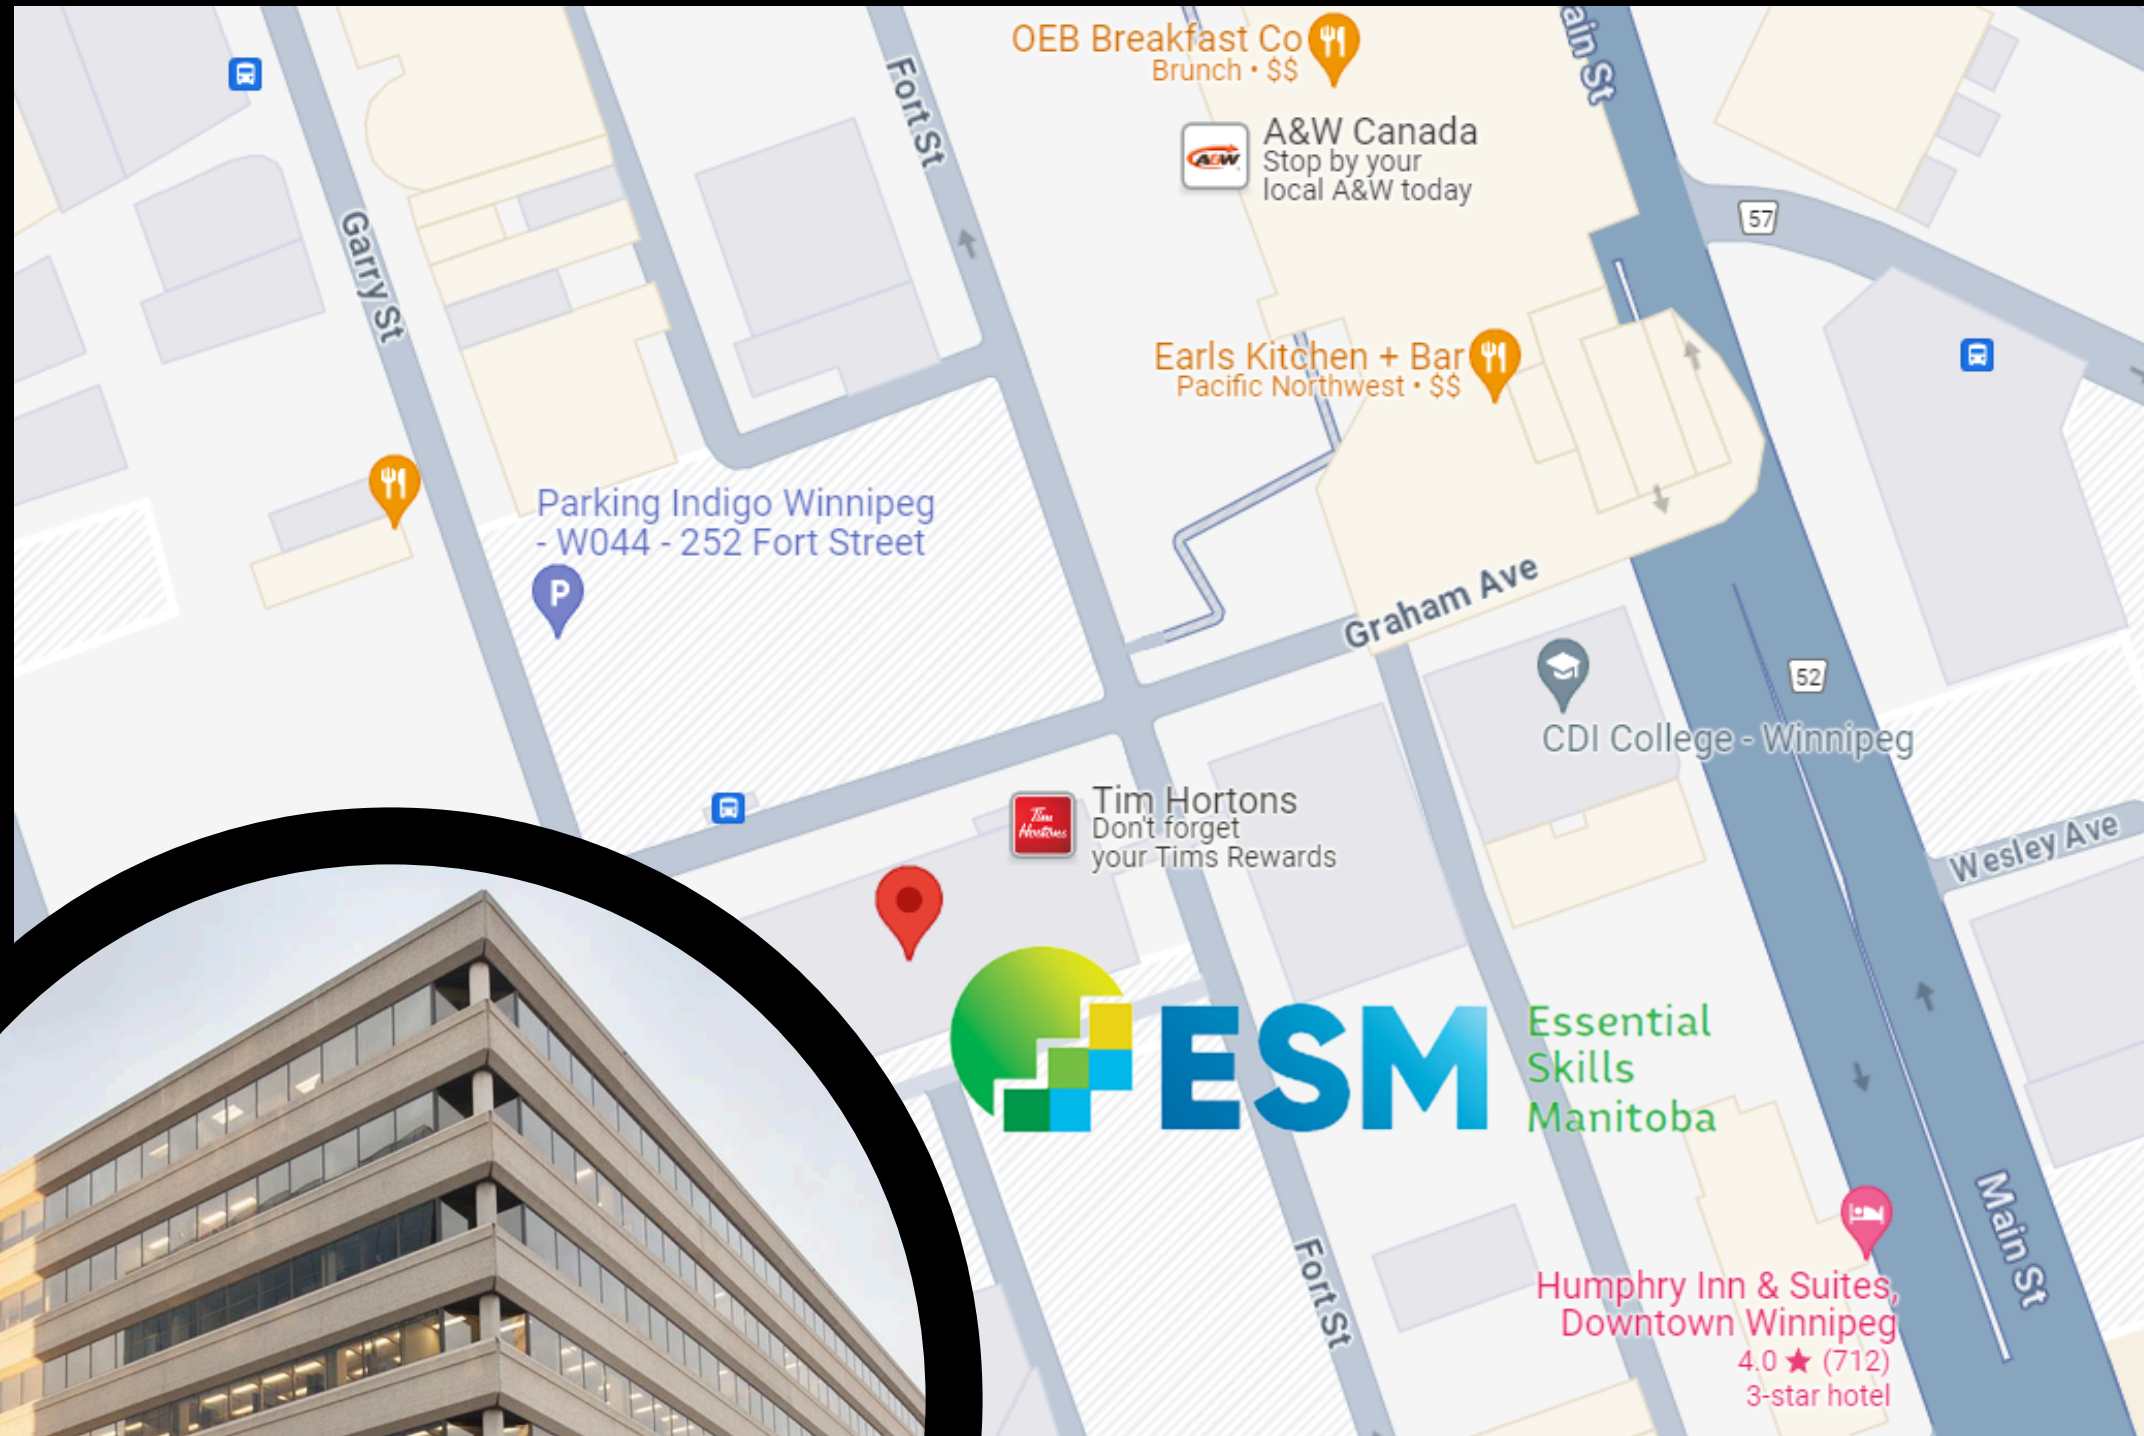 OEB Breakfast Co
Brunch • $$
ain St
Fort St
A&W Canada
Stop by your
local A&W today
A&W
57
Garry St
Earls Kitchen + Bar
Pacific Northwest • $$
Parking Indigo Winnipeg
- W044 - 252 Fort Street
P
Graham Ave
52
CDI College - Winnipeg
Tim Hortons
Don't forget
your Tims Rewards
Tim
Hortons
Wesley Ave
ESM
Essential
Skills
Manitoba
Main St
Fort St
Humphry Inn & Suites,
Downtown Winnipeg
4.0 ★ (712)
3-star hotel